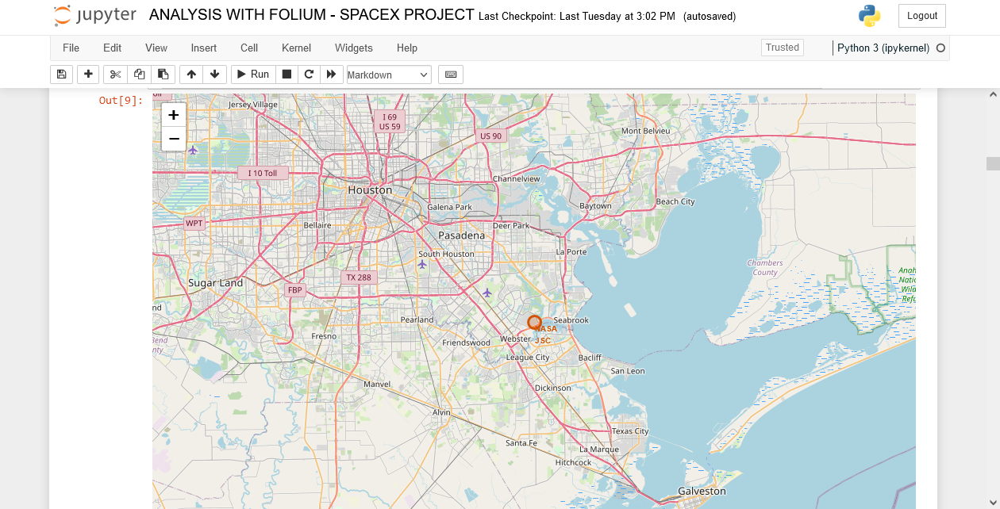 jupyter ANALYSIS WITH FOLIUM - SPACEX PROJECT Last Checkpoint: Last Tuesday at 3:02 PM (autosaved)
Logout
File Edit View Insert Cell Kernel Widgets Help
Trusted
Python 3 (ipykernel)
Run
Markdown
Out[9]:
+
−
Jersey Village
I 69
US 59
US 90
Mont Belvieu
I 10 Toll
Channelview
Houston
Galena Park
Baytown
Beach City
WPT
Bellaire
Deer Park
Pasadena
South Houston
La Porte
Chambers
County
TX 288
Sugar Land
FBP
Pearland
Seabrook
NASA
JSC
Fresno
Friendswood
Webster
League City
Bacliff
San Leon
Manvel
Dickinson
Alvin
Texas City
Santa Fe
La Marque
Hitchcock
Galveston